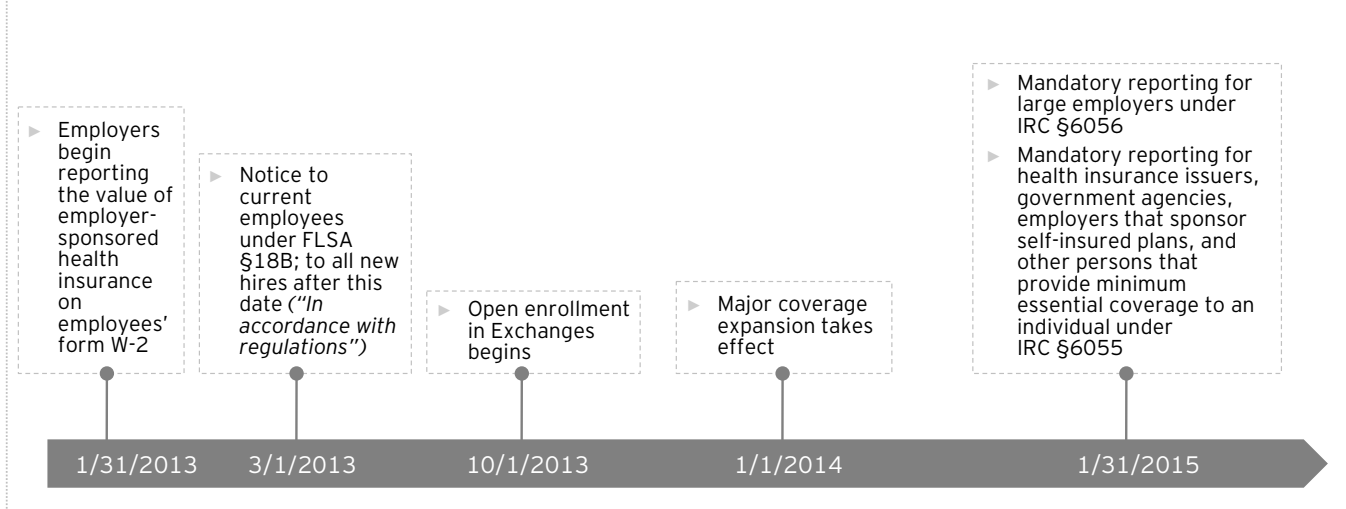 Employers
begin
reporting
the value of
employer-
sponsored
health
insurance
on
employees’
form W-2
Notice to
current
employees
under FLSA
§18B; to all new
hires after this
date (“In
accordance with
regulations”)
Open enrollment
in Exchanges
begins
Major coverage
expansion takes
effect
Mandatory reporting for
large employers under
IRC §6056
Mandatory reporting for
health insurance issuers,
government agencies,
employers that sponsor
self-insured plans, and
other persons that
provide minimum
essential coverage to an
individual under
IRC §6055
1/31/2013
3/1/2013
10/1/2013
1/1/2014
1/31/2015